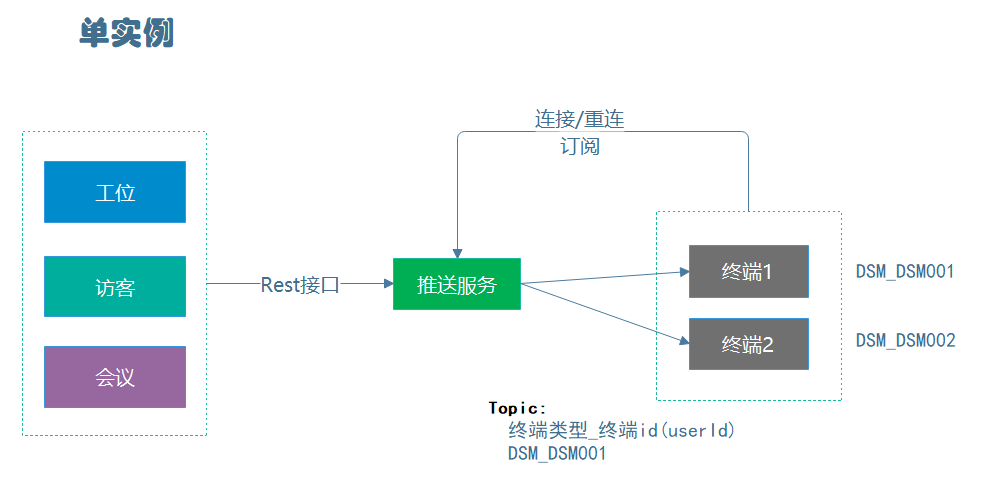 单实例
连接/重连
订阅
工位
访客
会议
Rest接口
推送服务
终端1
终端2
DSM_DSM001
DSM_DSM002
Topic:
终端类型_终端id(userId)
DSM_DSM001